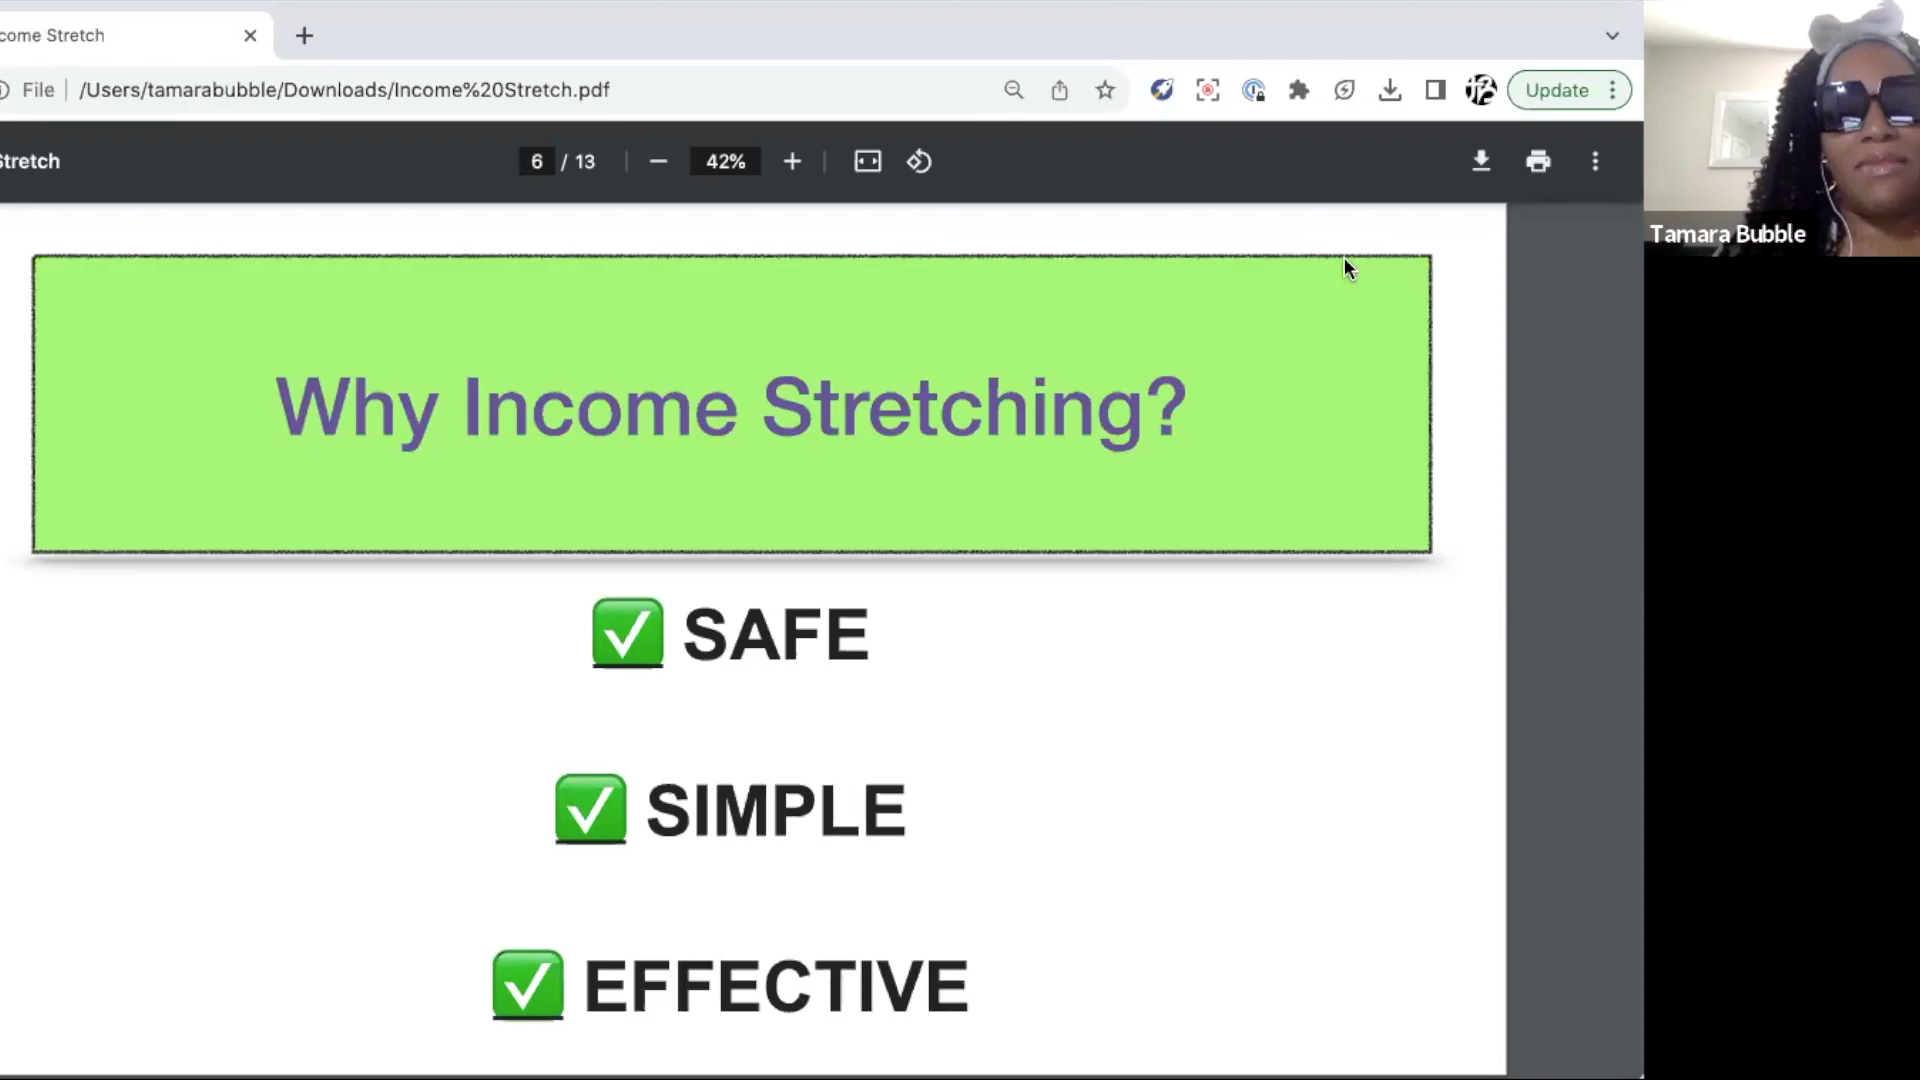 come Stretch
File
/Users/tamarabubble/Downloads/Income%20Stretch.pdf
Update
Stretch
6 / 13
42%
Tamara Bubble
Why Income Stretching?
SAFE
SIMPLE
EFFECTIVE